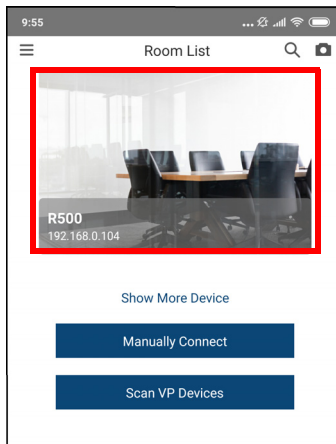 9:55
Room List
R500
192.168.0.104
Show More Device
Manually Connect
Scan VP Devices